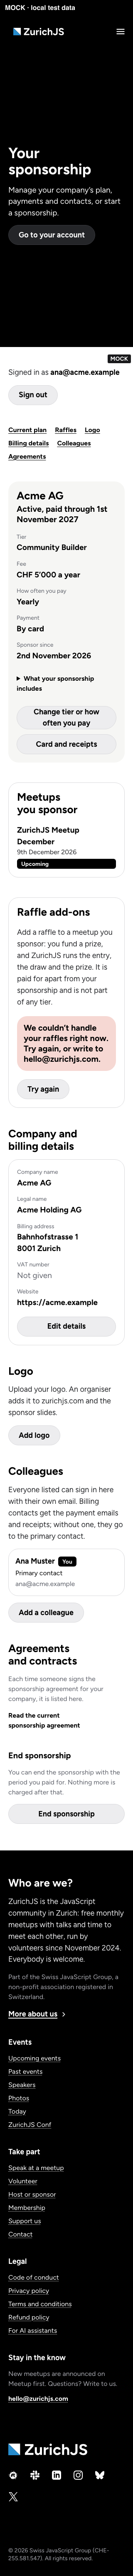 MOCK · local test data
ZurichJS
Your
sponsorship
Manage your company's plan,
payments and contacts, or start
a sponsorship.
Go to your account
MOCK
Signed in as ana@acme.example
Sign out
Current plan Raffles Logo
Billing details Colleagues
Agreements
Acme AG
Active, paid through 1st
November 2027
Tier
Community Builder
Fee
CHF 5'000 a year
How often you pay
Yearly
Payment
By card
Sponsor since
2nd November 2026
What your sponsorship
includes
Change tier or how
often you pay
Card and receipts
Meetups
you sponsor
ZurichJS Meetup
December
9th December 2026
Upcoming
Raffle add-ons
Add a raffle to a meetup you
sponsor: you fund a prize,
and ZurichJS runs the entry,
the draw and the prize. It is
paid for apart from your
sponsorship and is not part
of any tier.
We couldn't handle
your raffles right now.
Try again, or write to
hello@zurichjs.com.
Try again
Company and
billing details
Company name
Acme AG
Legal name
Acme Holding AG
Billing address
Bahnhofstrasse 1
8001 Zurich
VAT number
Not given
Website
https://acme.example
Edit details
Logo
Upload your logo. An organiser
adds it to zurichjs.com and the
sponsor slides.
Add logo
Colleagues
Everyone listed can sign in here
with their own email. Billing
contacts get the payment emails
and receipts; without one, they go
to the primary contact.
Ana Muster You
Primary contact
ana@acme.example
Add a colleague
Agreements
and contracts
Each time someone signs the
sponsorship agreement for your
company, it is listed here.
Read the current
sponsorship agreement
End sponsorship
You can end the sponsorship with the
period you paid for. Nothing more is
charged after that.
End sponsorship
Who are we?
ZurichJS is the JavaScript
community in Zurich: free monthly
meetups with talks and time to
meet each other, run by
volunteers since November 2024.
Everybody is welcome.
Part of the Swiss JavaScript Group, a
non-profit association registered in
Switzerland.
More about us
Events
Upcoming events
Past events
Speakers
Photos
Today
ZurichJS Conf
Take part
Speak at a meetup
Volunteer
Host or sponsor
Membership
Support us
Contact
Legal
Code of conduct
Privacy policy
Terms and conditions
Refund policy
For AI assistants
Stay in the know
New meetups are announced on
Meetup first. Questions? Write to us.
hello@zurichjs.com
ZurichJS
© 2026 Swiss JavaScript Group (CHE-
255.581.547). All rights reserved.